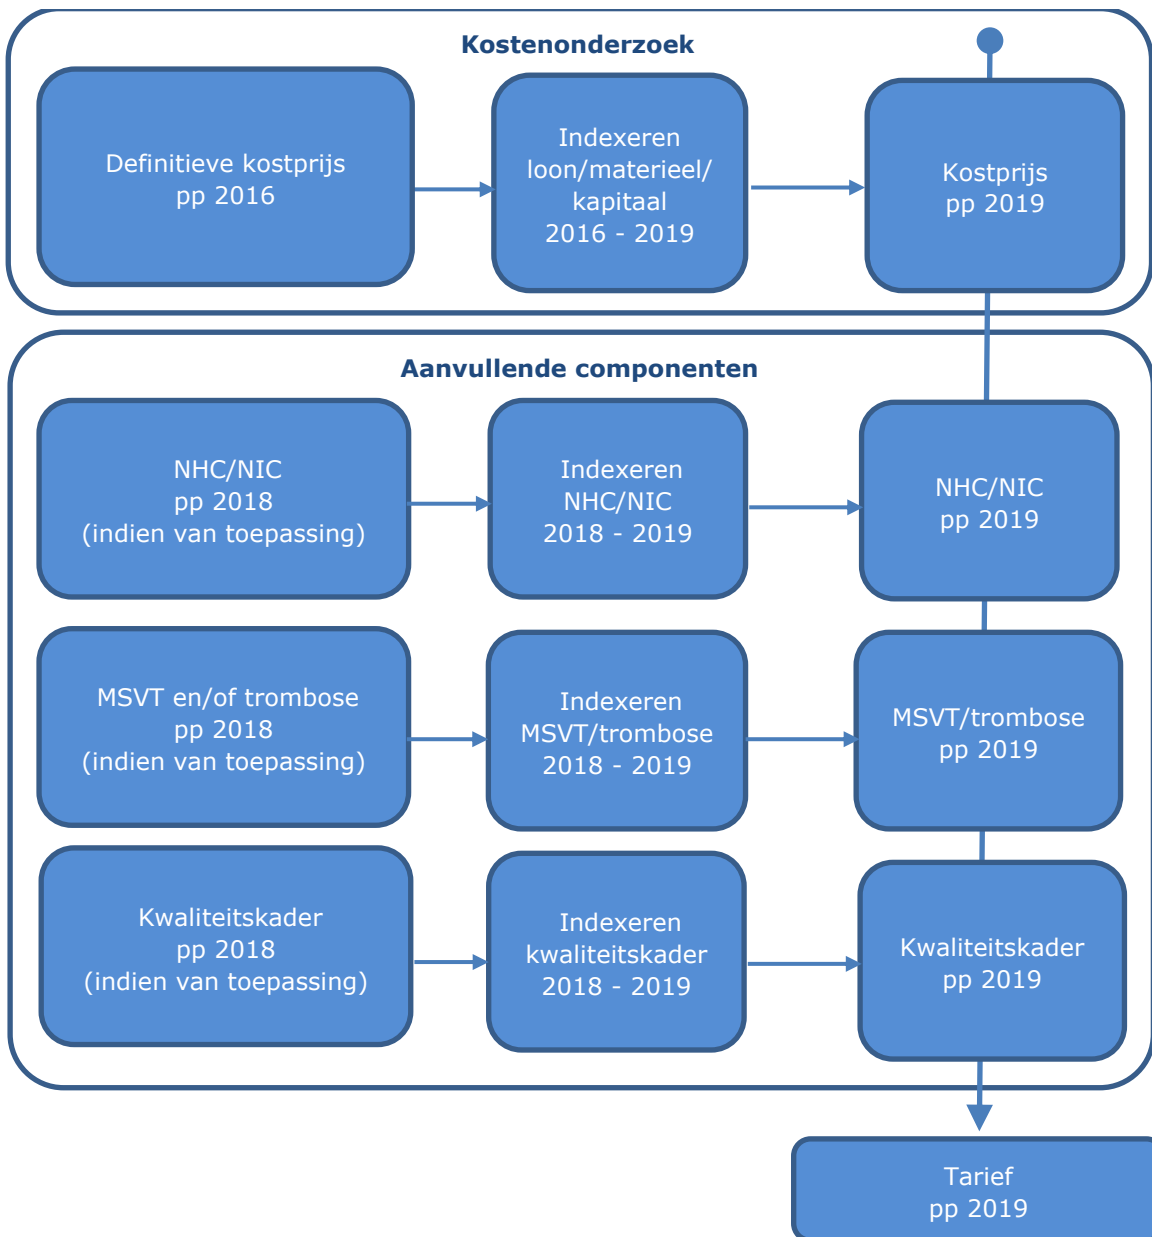 Kostenonderzoek
Definitieve kostprijs
pp 2016
Indexeren
loon/materieel/
kapitaal
2016 - 2019
Kostprijs
pp 2019
Aanvullende componenten
NHC/NIC
pp 2018
(indien van toepassing)
Indexeren
NHC/NIC
2018 - 2019
NHC/NIC
pp 2019
MSVT en/of trombose
pp 2018
(indien van toepassing)
Indexeren
MSVT/trombose
2018 - 2019
MSVT/trombose
pp 2019
Kwaliteitskader
pp 2018
(indien van toepassing)
Indexeren
kwaliteitskader
2018 - 2019
Kwaliteitskader
pp 2019
Tarief
pp 2019